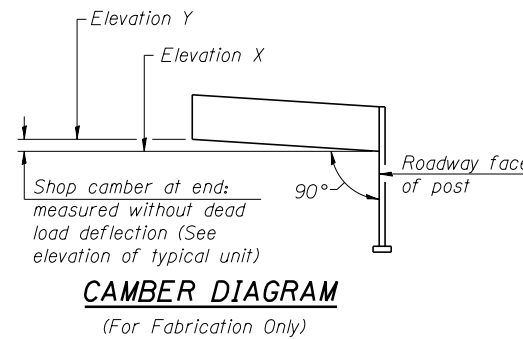 Elevation Y
Elevation X
Shop camber at end:
measured without dead
load deflection (See
elevation of typical unit)
90°
Roadway face
of post
CAMBER DIAGRAM
(For Fabrication Only)